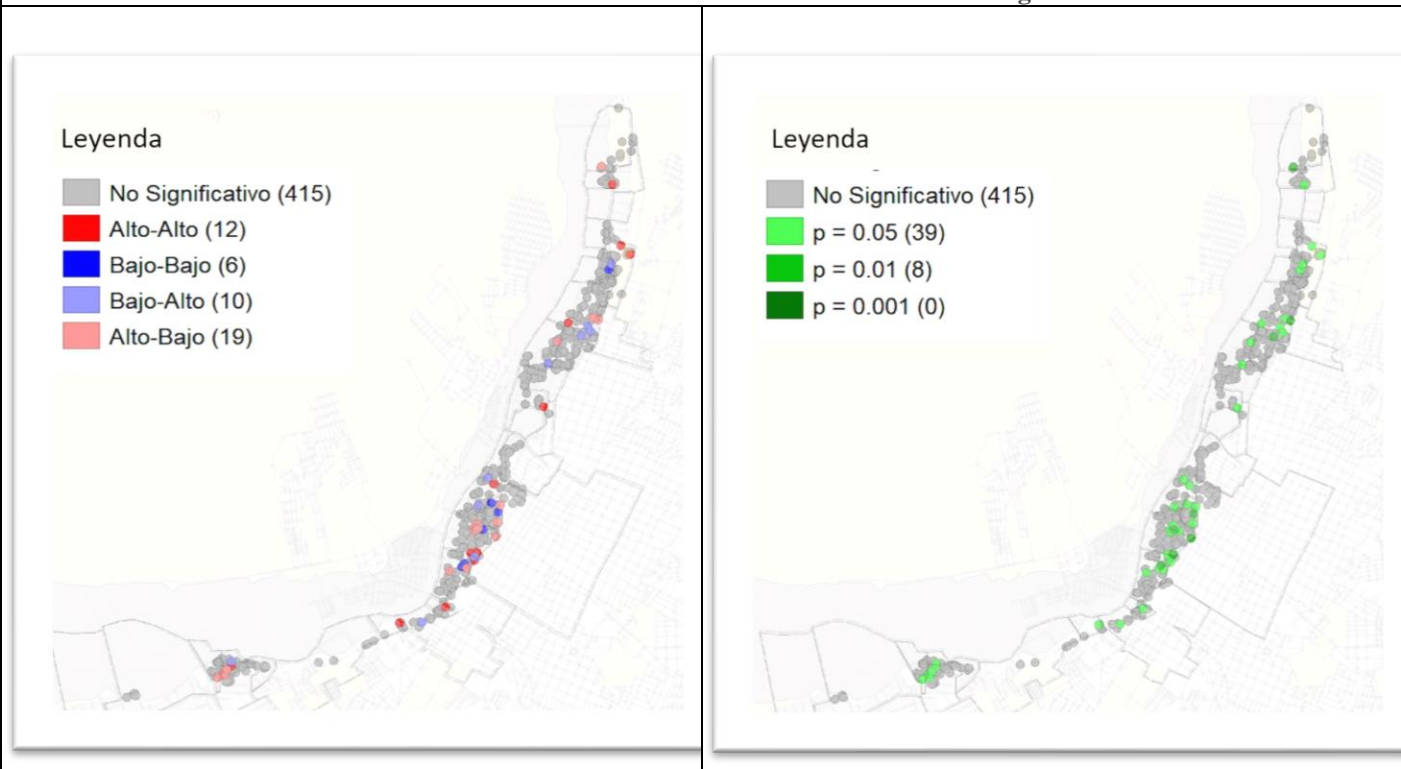 Leyenda
No Significativo (415)
Alto-Alto (12)
Bajo-Bajo (6)
Bajo-Alto (10)
Alto-Bajo (19)
Leyenda
No Significativo (415)
p = 0.05 (39)
p = 0.01 (8)
p = 0.001 (0)